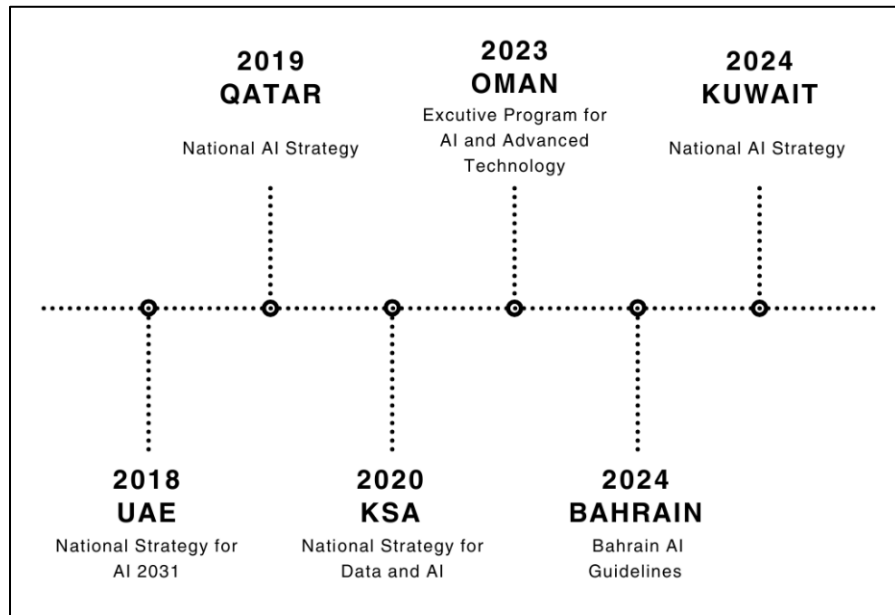 2019
QATAR
National AI Strategy
2023
OMAN
Excutive Program for
AI and Advanced
Technology
2024
KUWAIT
National AI Strategy
2018
UAE
National Strategy for
AI 2031
2020
KSA
National Strategy for
Data and AI
2024
BAHRAIN
Bahrain AI
Guidelines